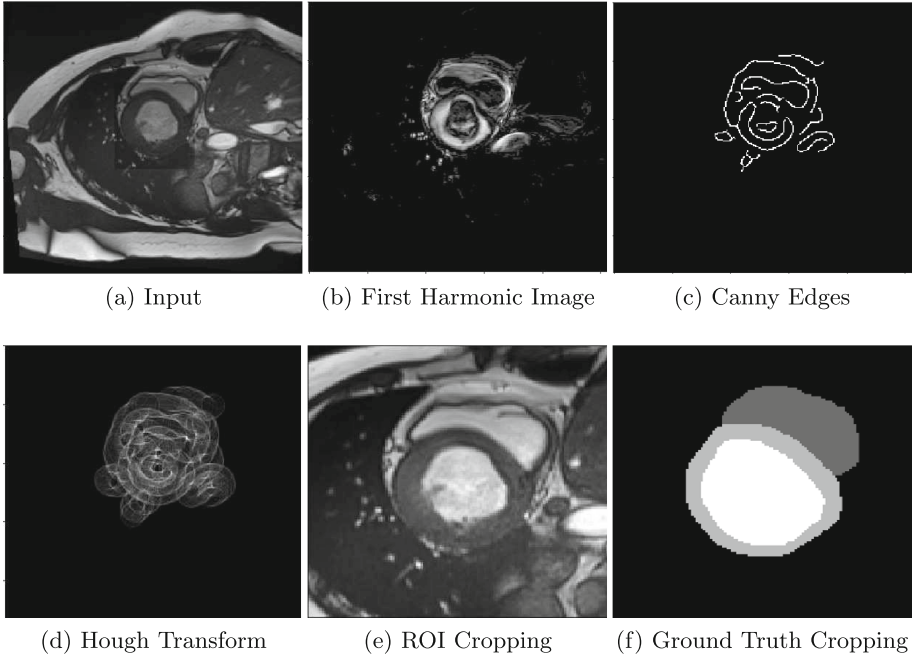 (a) Input
(b) First Harmonic Image
(c) Canny Edges
(d) Hough Transform
(e) ROI Cropping
(f) Ground Truth Cropping